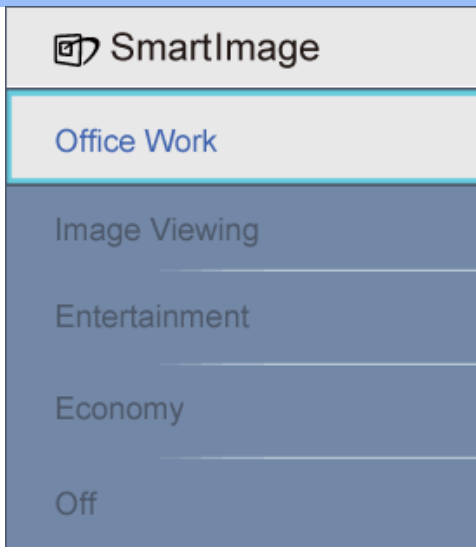 SmartImage
Office Work
Image Viewing
Entertainment
Economy
Off